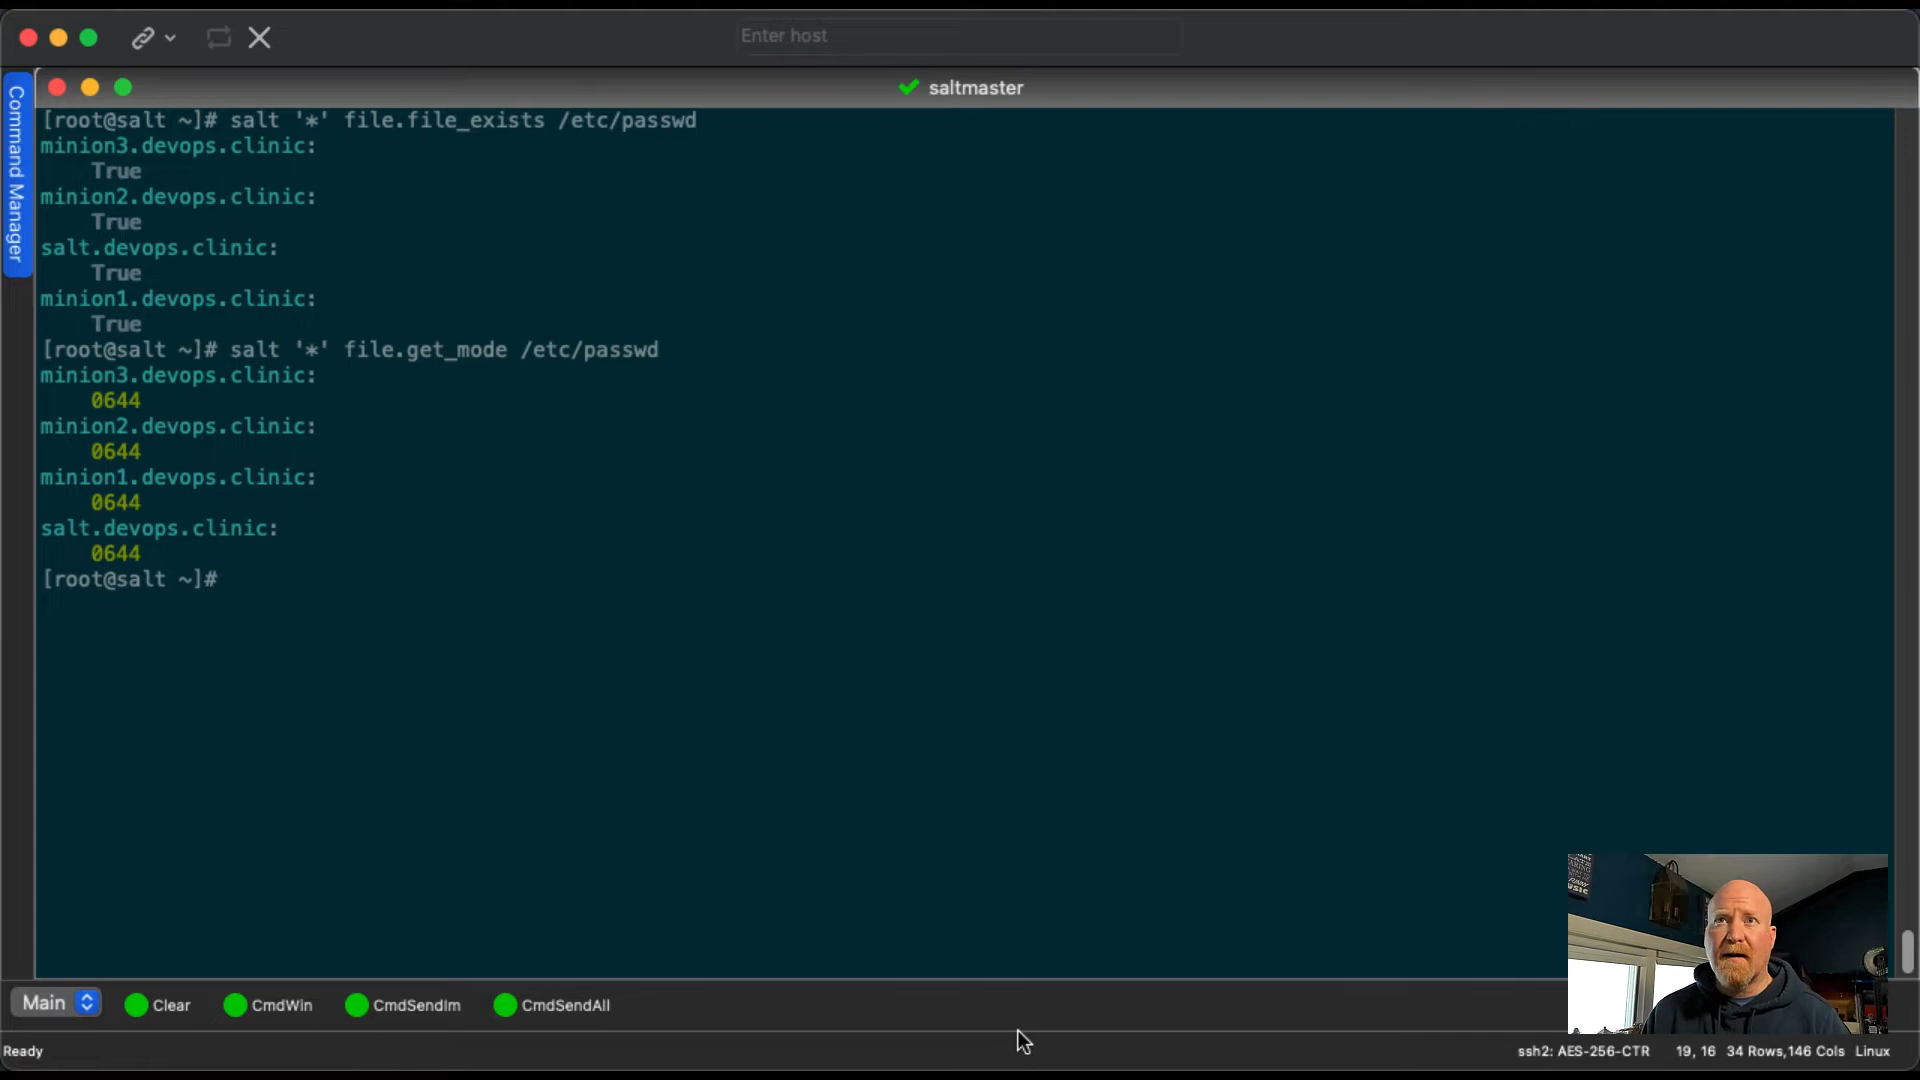 Enter host
saltmaster
Command Manager
[root@salt ~]# salt '*' file.file_exists /etc/passwd
minion3.devops.clinic:
True
minion2.devops.clinic:
True
salt.devops.clinic:
True
minion1.devops.clinic:
True
[root@salt ~]# salt '*' file.get_mode /etc/passwd
minion3.devops.clinic:
0644
minion2.devops.clinic:
0644
minion1.devops.clinic:
0644
salt.devops.clinic:
0644
[root@salt ~]#
MUSIC
Main Clear CmdWin CmdSendIm CmdSendAll
Ready ssh2: AES-256-CTR 19, 16 34 Rows,146 Cols Linux